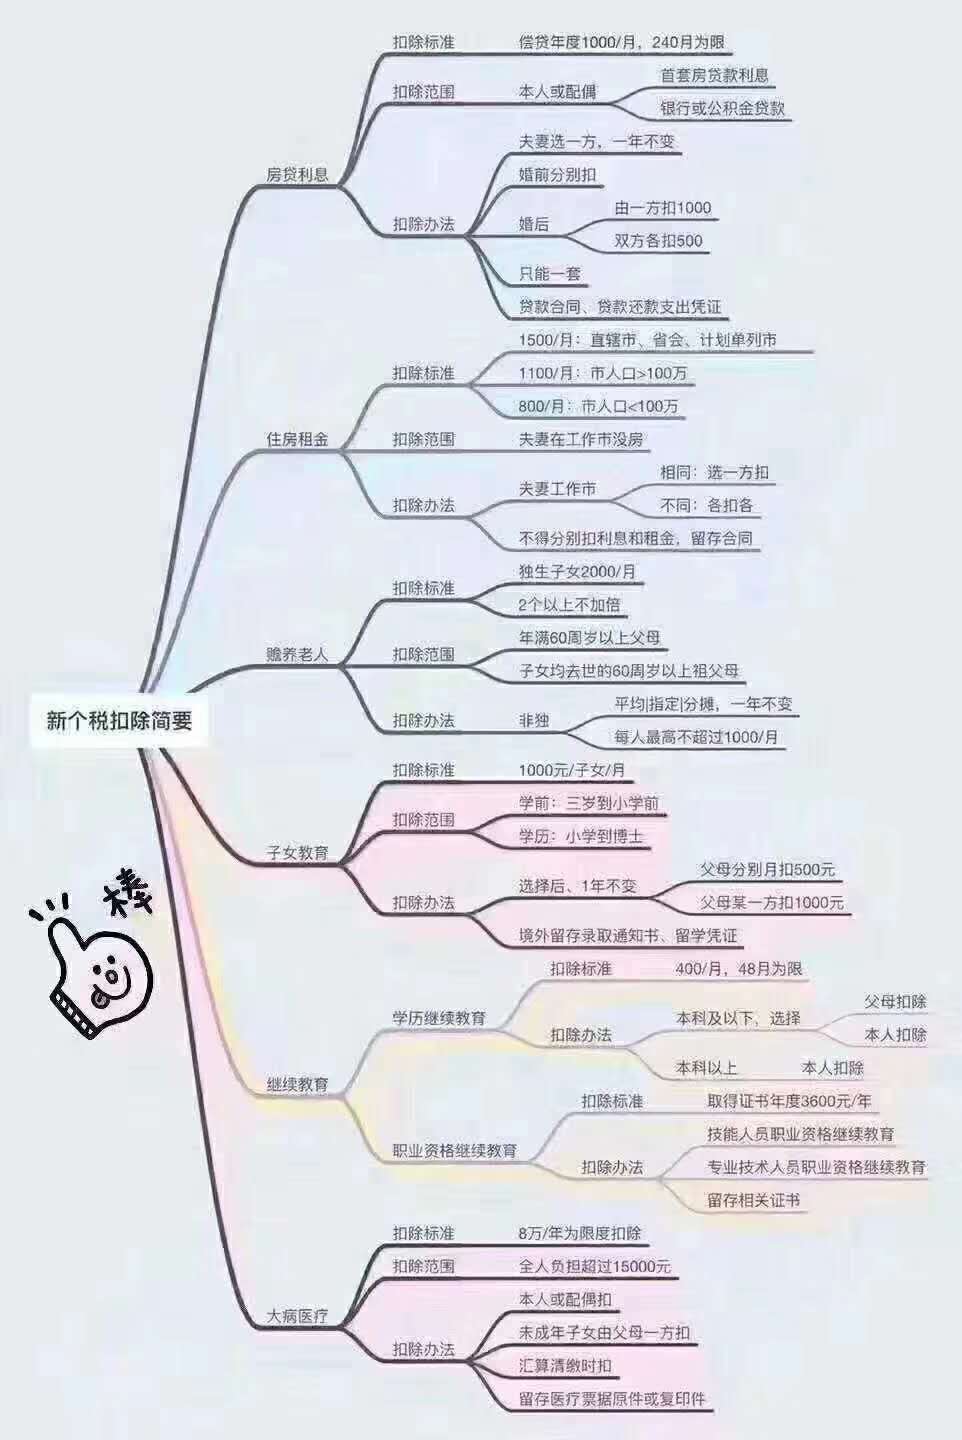 新个税扣除简要
房贷利息
扣除标准
偿贷年度1000/月，240月为限
扣除范围
本人或配偶
首套房贷款利息
银行或公积金贷款
扣除办法
夫妻选一方，一年不变
婚前分别扣
婚后
由一方扣1000
双方各扣500
只能一套
贷款合同、贷款还款支出凭证
住房租金
扣除标准
1500/月：直辖市、省会、计划单列市
1100/月：市人口>100万
800/月：市人口<100万
扣除范围
夫妻在工作市没房
扣除办法
夫妻工作市
相同：选一方扣
不同：各扣各
不得分别扣利息和租金，留存合同
赡养老人
扣除标准
独生子女2000/月
2个以上不加倍
扣除范围
年满60周岁以上父母
子女均去世的60周岁以上祖父母
扣除办法
非独
平均|指定|分摊，一年不变
每人最高不超过1000/月
子女教育
扣除标准
1000元/子女/月
扣除范围
学前：三岁到小学前
学历：小学到博士
扣除办法
选择后、1年不变
父母分别月扣500元
父母某一方扣1000元
境外留存录取通知书、留学凭证
继续教育
学历继续教育
扣除标准
400/月，48月为限
扣除办法
本科及以下，选择
父母扣除
本人扣除
本科以上
本人扣除
职业资格继续教育
扣除标准
取得证书年度3600元/年
扣除办法
技能人员职业资格继续教育
专业技术人员职业资格继续教育
留存相关证书
大病医疗
扣除标准
8万/年为限度扣除
扣除范围
全人负担超过15000元
扣除办法
本人或配偶扣
未成年子女由父母一方扣
汇算清缴时扣
留存医疗票据原件或复印件